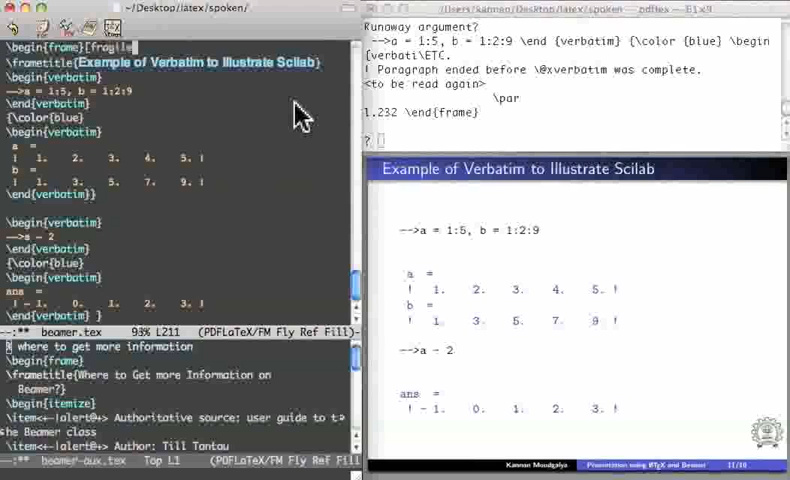 ~/Desktop/latex/spoken/
\begin{frame}[fragile
\frametitle{Example of Verbatim to Illustrate Scilab}
\begin{verbatim}
-->a = 1:5, b = 1:2:9
\end{verbatim}
{\color{blue}
\begin{verbatim}
a =
! 1. 2. 3. 4. 5. !
b =
! 1. 3. 5. 7. 9. !
\end{verbatim}}
\begin{verbatim}
-->a - 2
\end{verbatim}
{\color{blue}
\begin{verbatim}
ans =
! - 1. 0. 1. 2. 3. !
\end{verbatim} }
--:** beamer.tex 93% L211 (PDFLaTeX/FM Fly Ref Fill)--
% where to get more information
\begin{frame}
\frametitle{Where to Get more Information on
Beamer?}
\begin{itemize}
\item<+-|alert@+> Authoritative source: user guide to t
he Beamer class
\item<+-|alert@+> Author: Till Tantau
--:** beamer-aux.tex Top L1 (PDFLaTeX/FM Fly Ref Fill
/Users/kannan/Desktop/latex/spoken — pdflatex — 61x9
Runaway argument?
-->a = 1:5, b = 1:2:9 \end {verbatim} {\color {blue} \begin
{verbati\ETC.
! Paragraph ended before \@xverbatim was complete.
<to be read again>
\par
l.232 \end{frame}
?
Example of Verbatim to Illustrate Scilab
-->a = 1:5, b = 1:2:9
a =
! 1. 2. 3. 4. 5. !
b =
! 1. 3. 5. 7. 9. !
-->a - 2
ans =
! - 1. 0. 1. 2. 3. !
Kannan Moudgalya Presentation using LATEX and Beamer 11/18